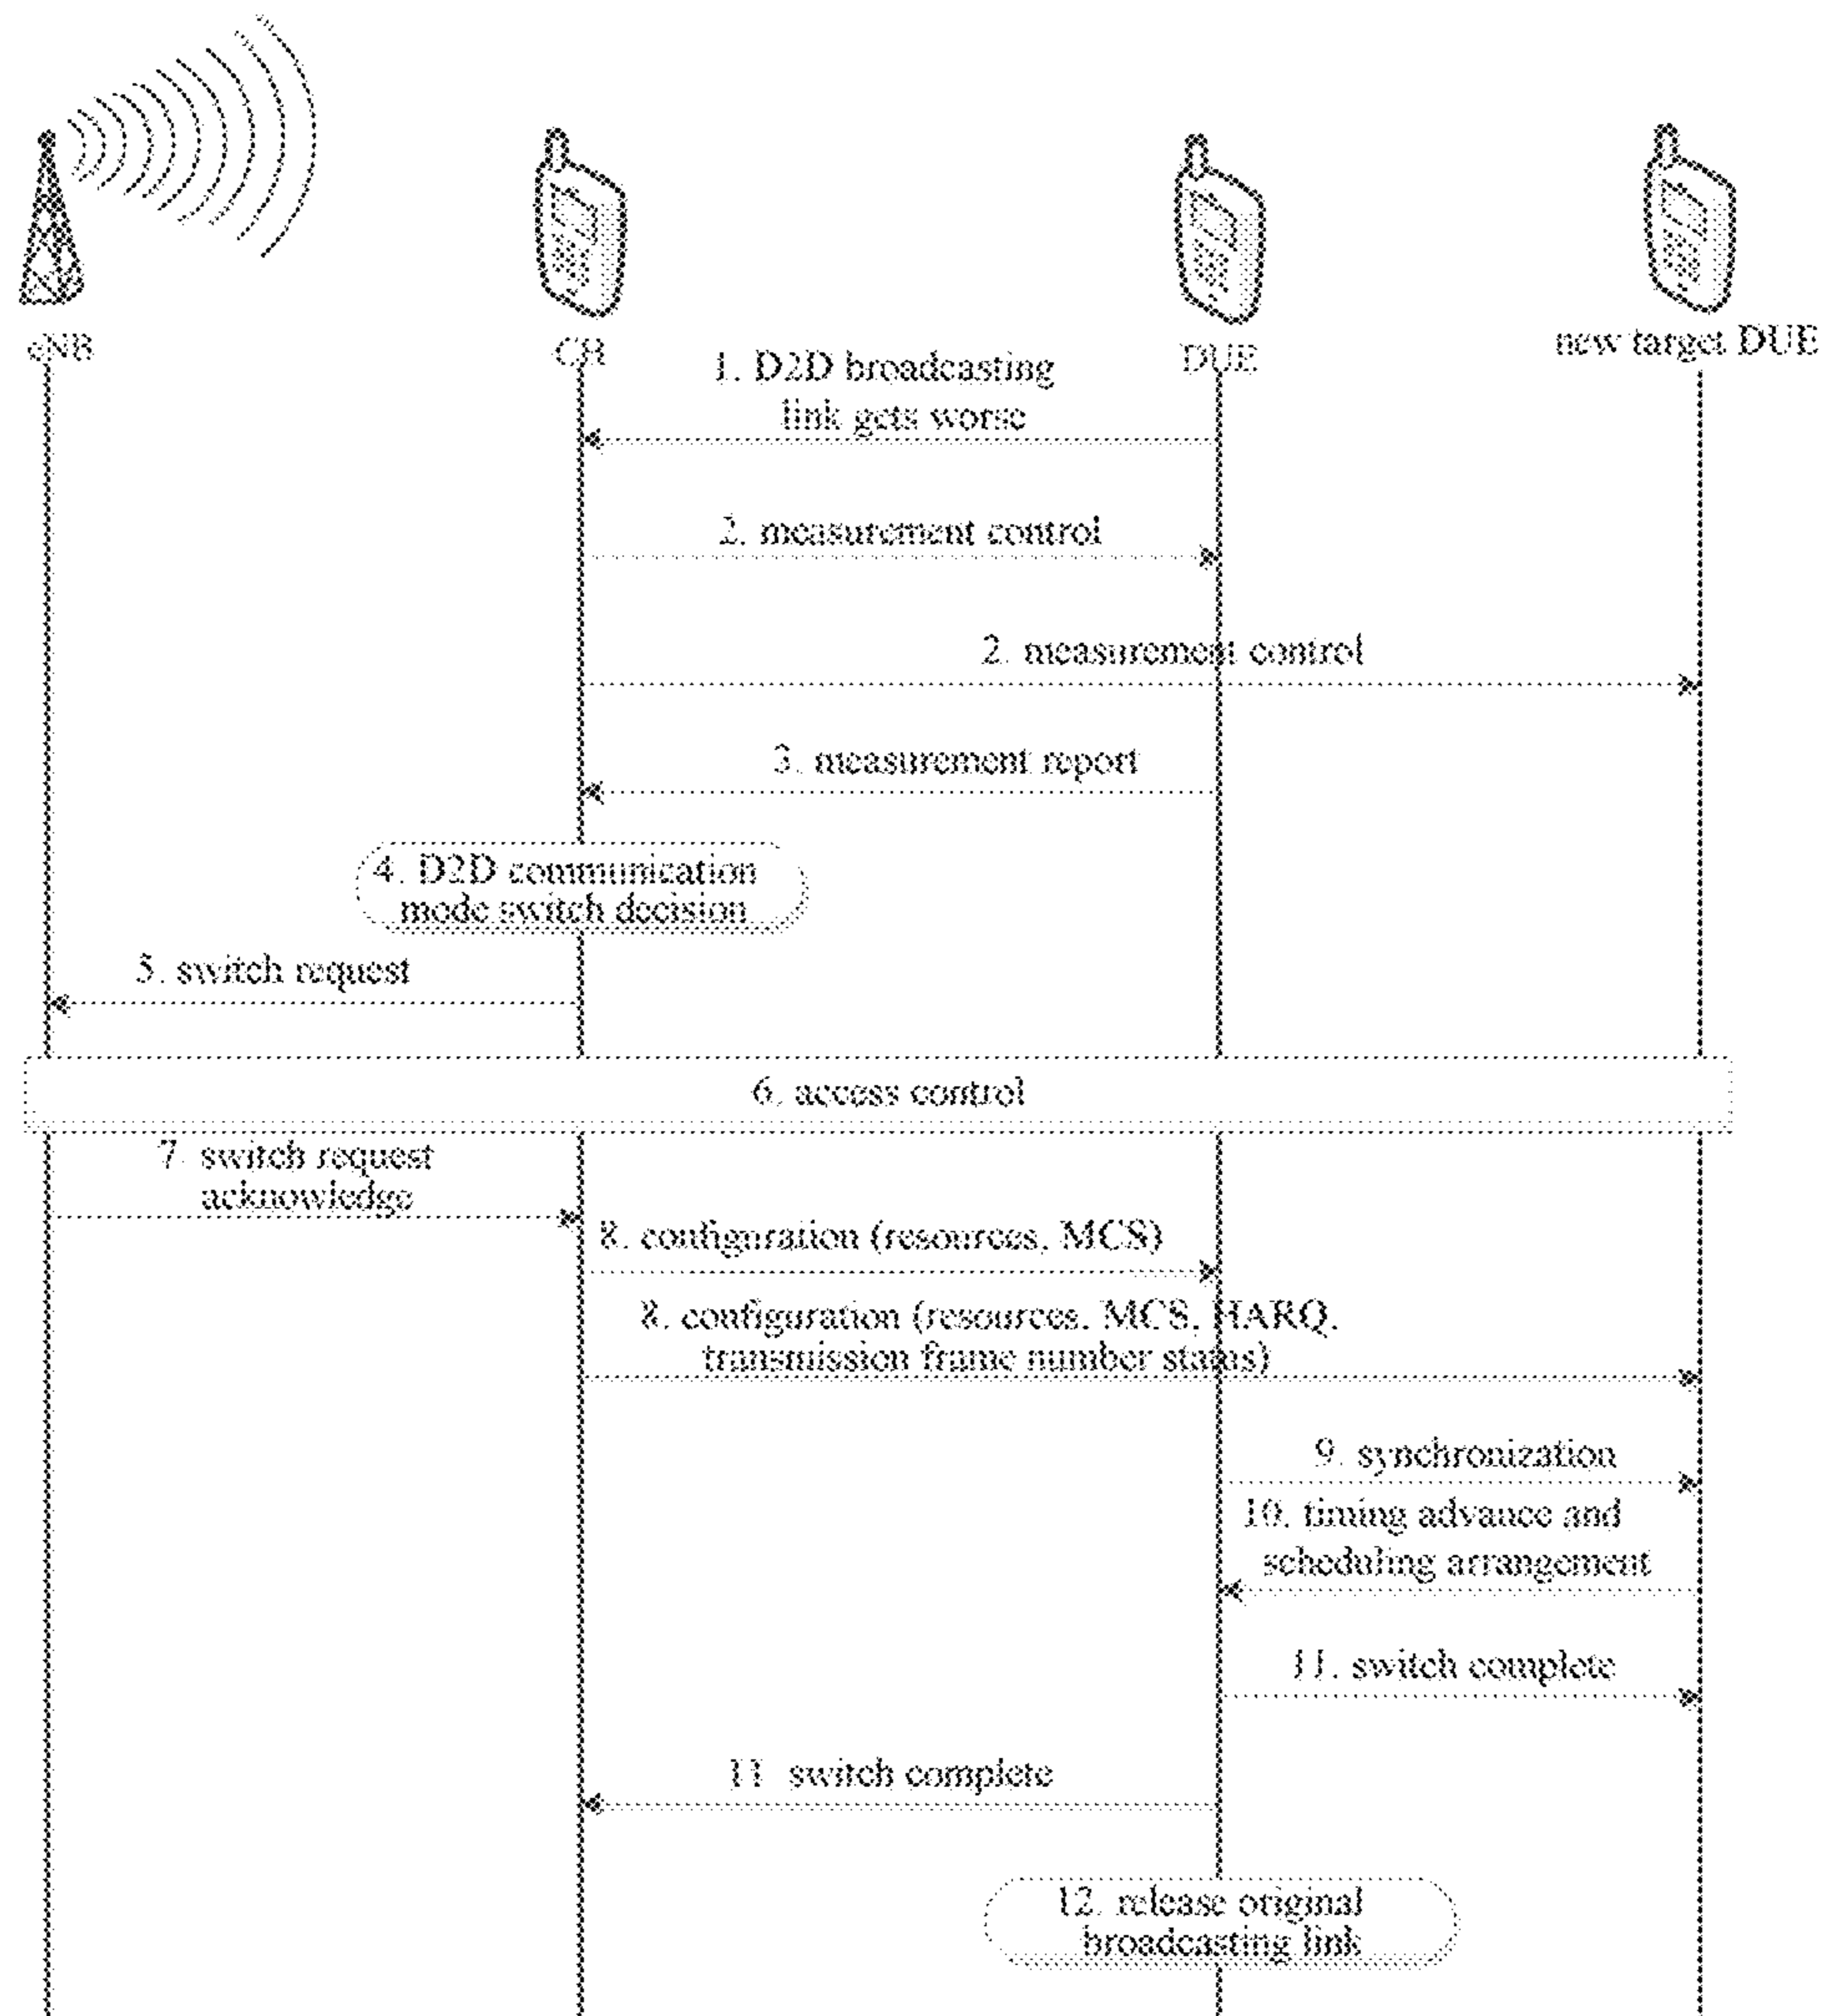 eNB
CH
DUE
new target DUE
1. D2D broadcasting
link gets worse
2. measurement control
2. measurement control
3. measurement report
4. D2D communication
mode switch decision
5. switch request
6. access control
7. switch request
acknowledge
8. configuration (resources, MCS)
8. configuration (resources, MCS, HARQ,
transmission frame number status)
9. synchronization
10. timing advance and
scheduling arrangement
11. switch complete
11 switch complete
12. release original
broadcasting link